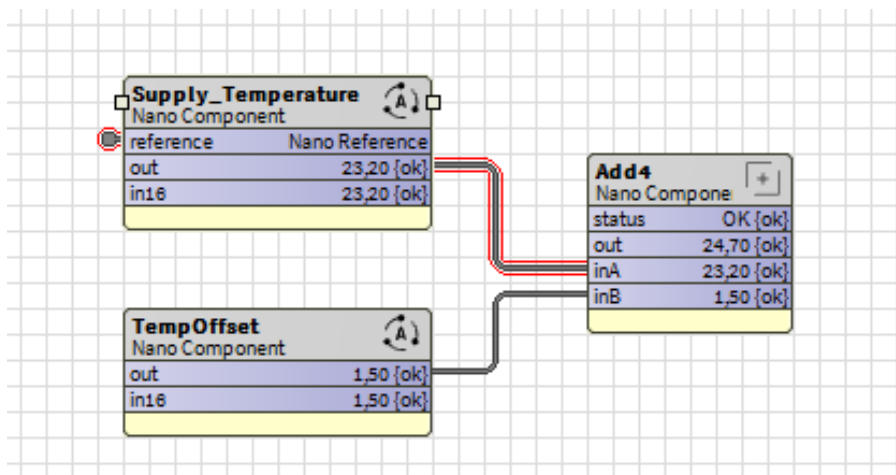 Supply_Temperature
Nano Component
reference Nano Reference
out 23,20 {ok}
in16 23,20 {ok}
Add4
Nano Compone
status OK {ok}
out 24,70 {ok}
inA 23,20 {ok}
inB 1,50 {ok}
TempOffset
Nano Component
out 1,50 {ok}
in16 1,50 {ok}